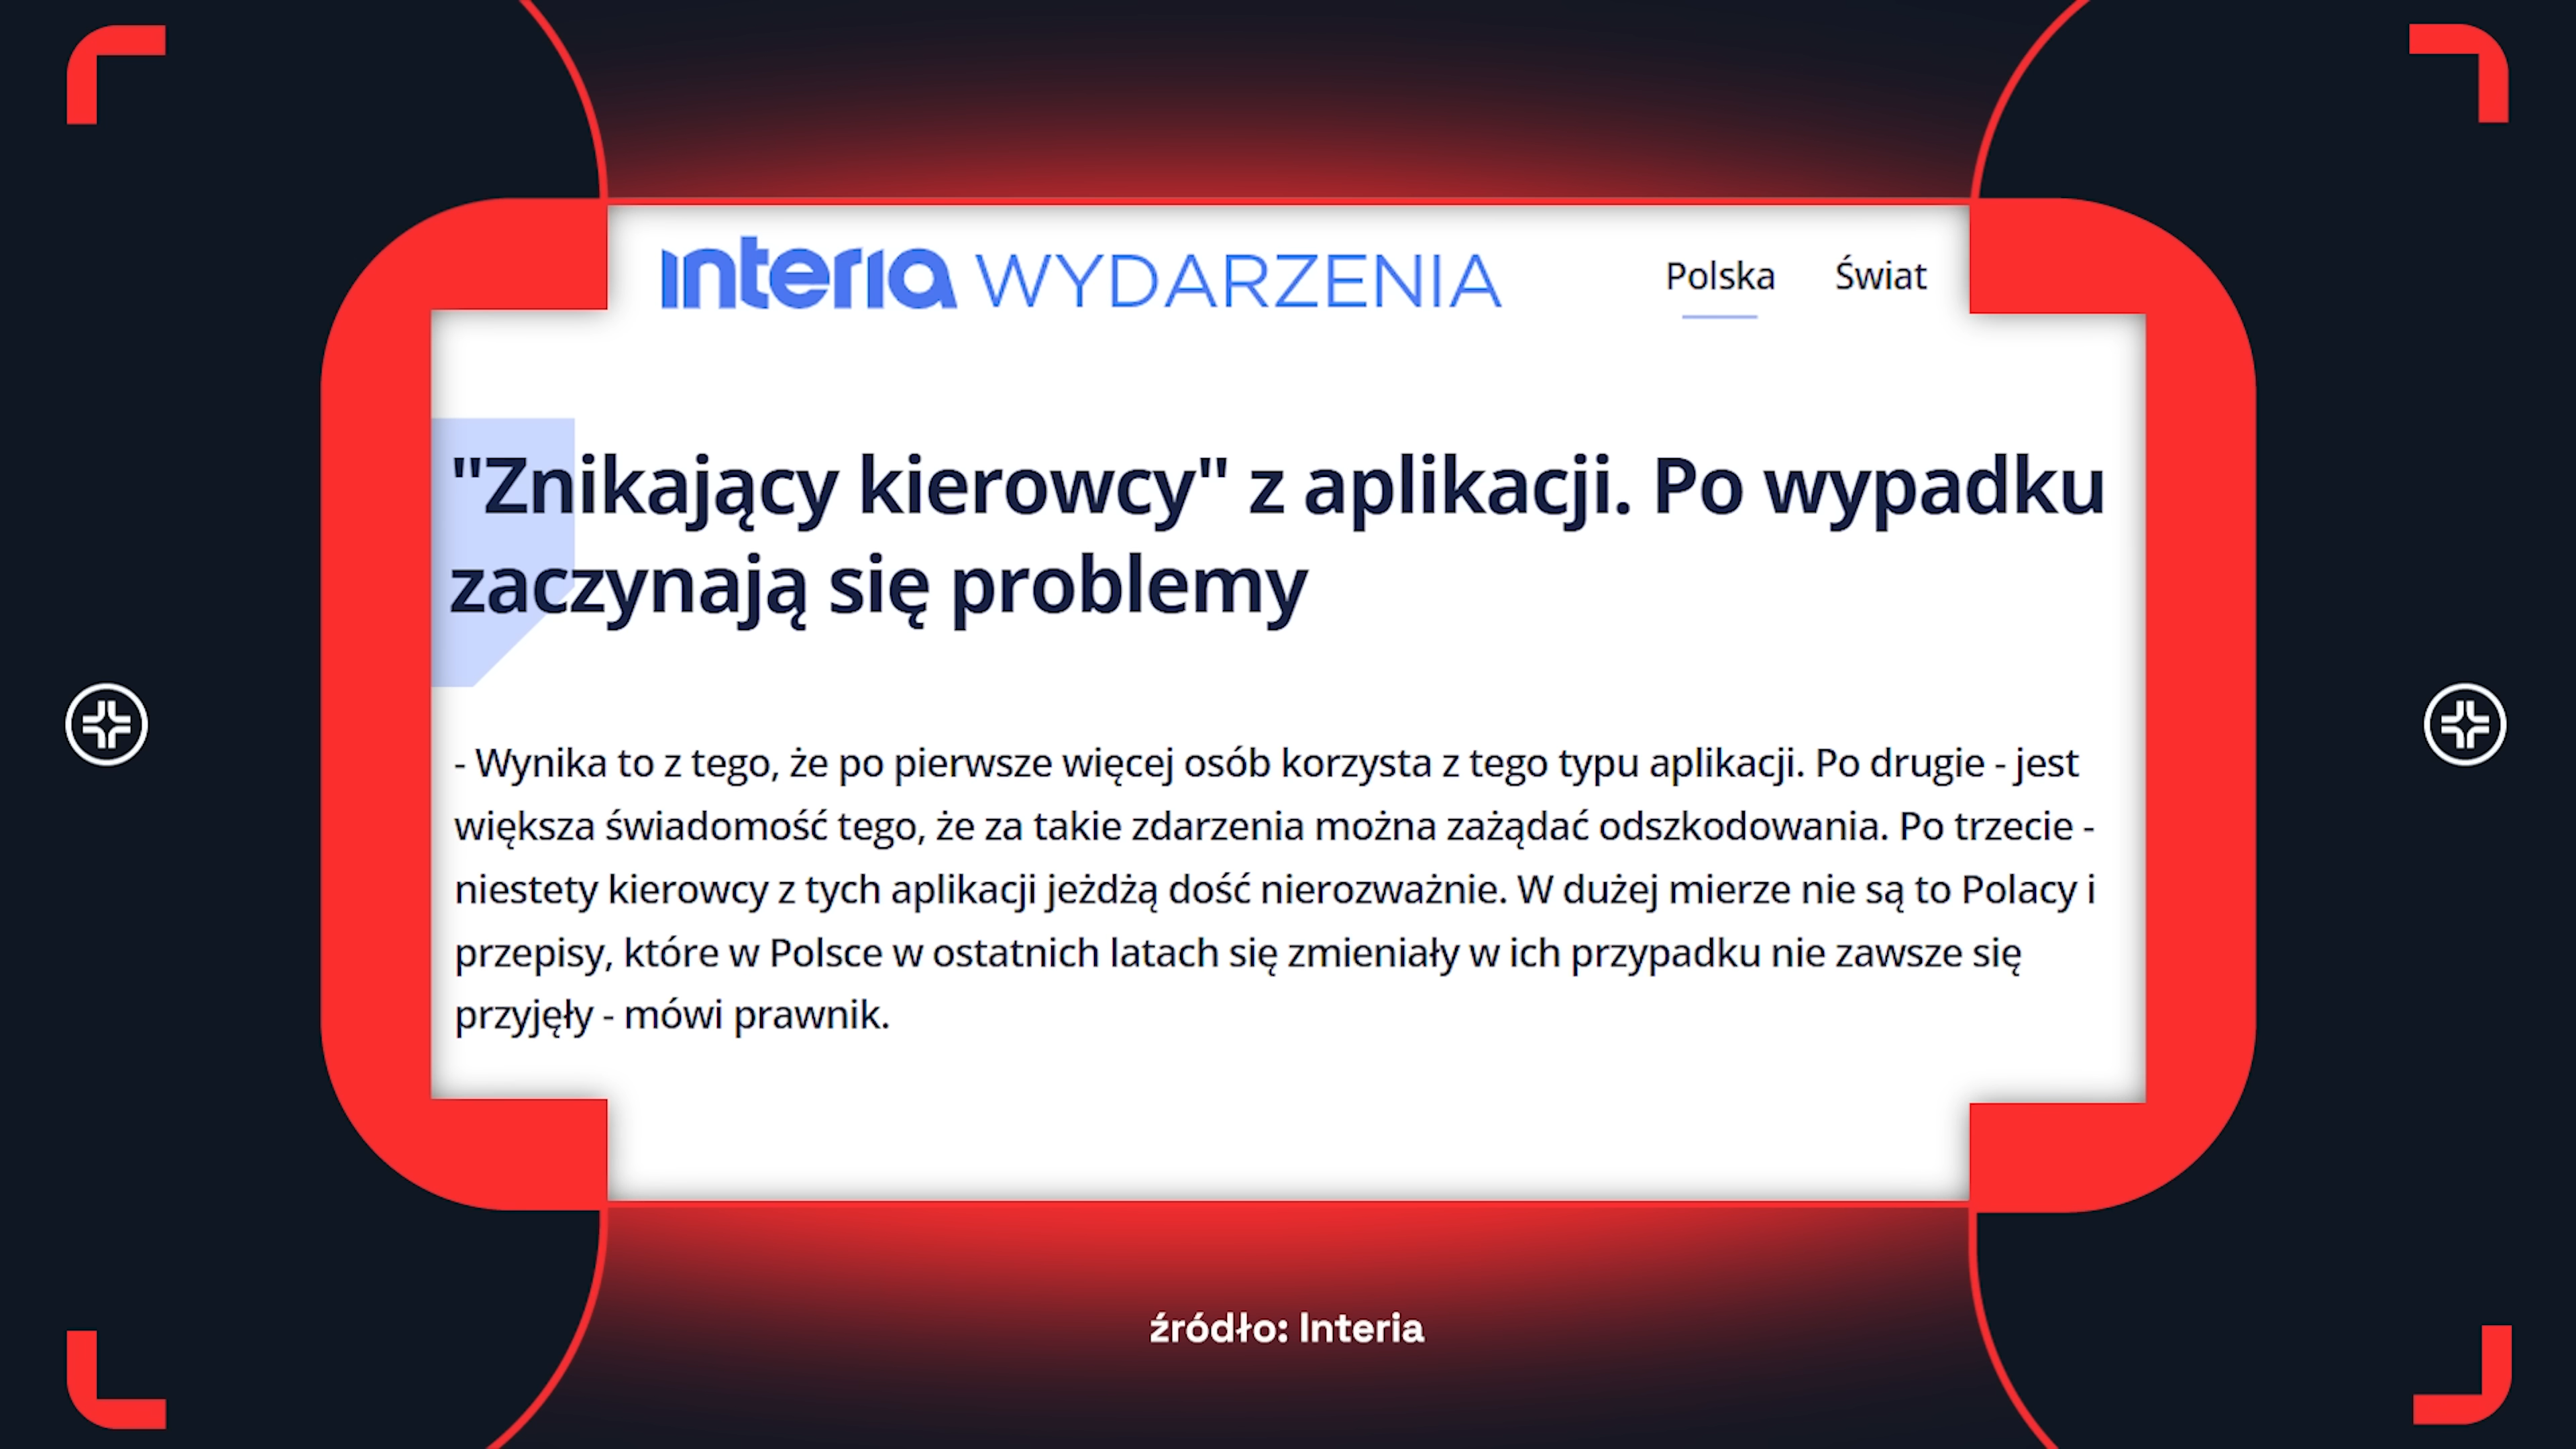 interia WYDARZENIA
Polska Świat
"Znikający kierowcy" z aplikacji. Po wypadku
zaczynają się problemy
- Wynika to z tego, że po pierwsze więcej osób korzysta z tego typu aplikacji. Po drugie - jest
większa świadomość tego, że za takie zdarzenia można zażądać odszkodowania. Po trzecie -
niestety kierowcy z tych aplikacji jeżdżą dość nierozważnie. W dużej mierze nie są to Polacy i
przepisy, które w Polsce w ostatnich latach się zmieniały w ich przypadku nie zawsze się
przyjęły - mówi prawnik.
źródło: Interia